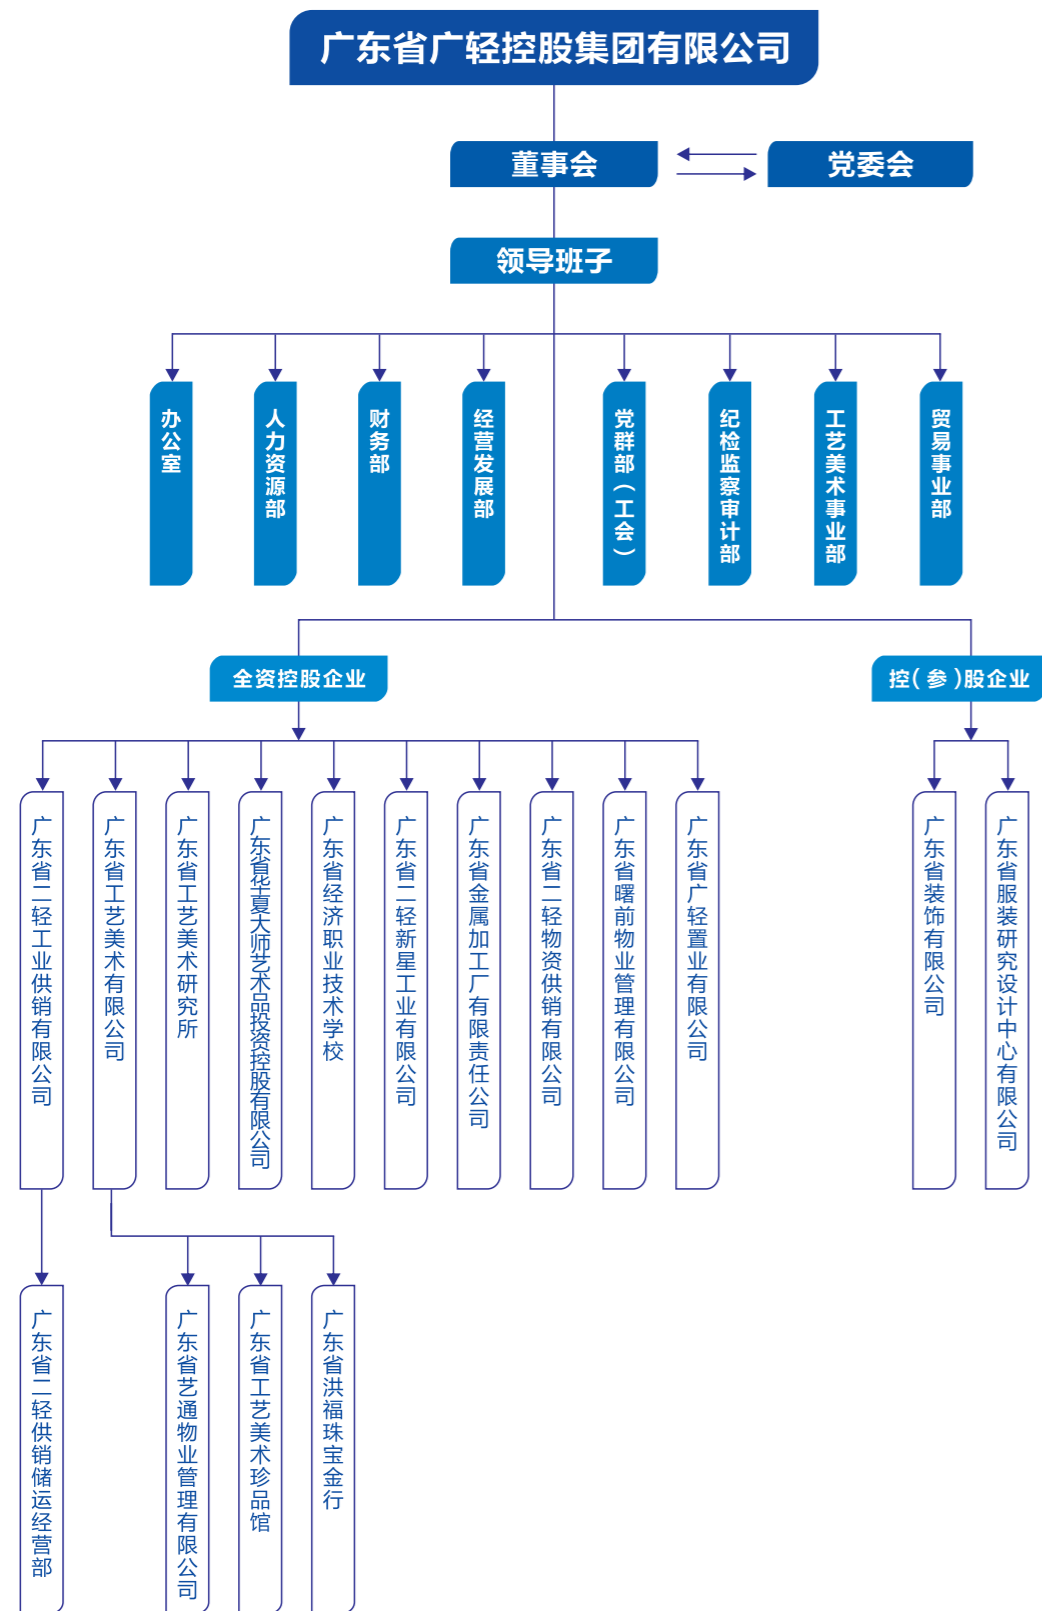 广东省广轻控股集团有限公司
董事会
党委会
领导班子
办公室
人力资源部
财务部
经营发展部
党群部（工会）
纪检监察审计部
工艺美术事业部
贸易事业部
全资控股企业
控（参）股企业
广东省二轻工业供销有限公司
广东省工艺美术有限公司
广东省工艺美术研究所
广东省华夏大师艺术品投资控股有限公司
广东省经济职业技术学校
广东省二轻新星工业有限公司
广东省金属加工厂有限责任公司
广东省二轻物资供销有限公司
广东省曙前物业管理有限公司
广东省广轻置业有限公司
广东省装饰有限公司
广东省服装研究设计中心有限公司
广东省二轻供销储运经营部
广东省艺通物业管理有限公司
广东省工艺美术珍品馆
广东省洪福珠宝金行